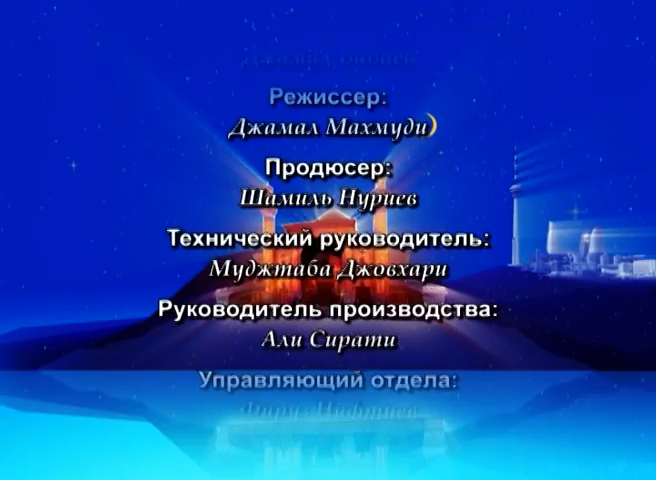 Режиссер:
Джамал Махмуди
Продюсер:
Шамиль Нуриев
Технический руководитель:
Муджтаба Джовхари
Руководитель производства:
Али Сирати
Управляющий отдела: